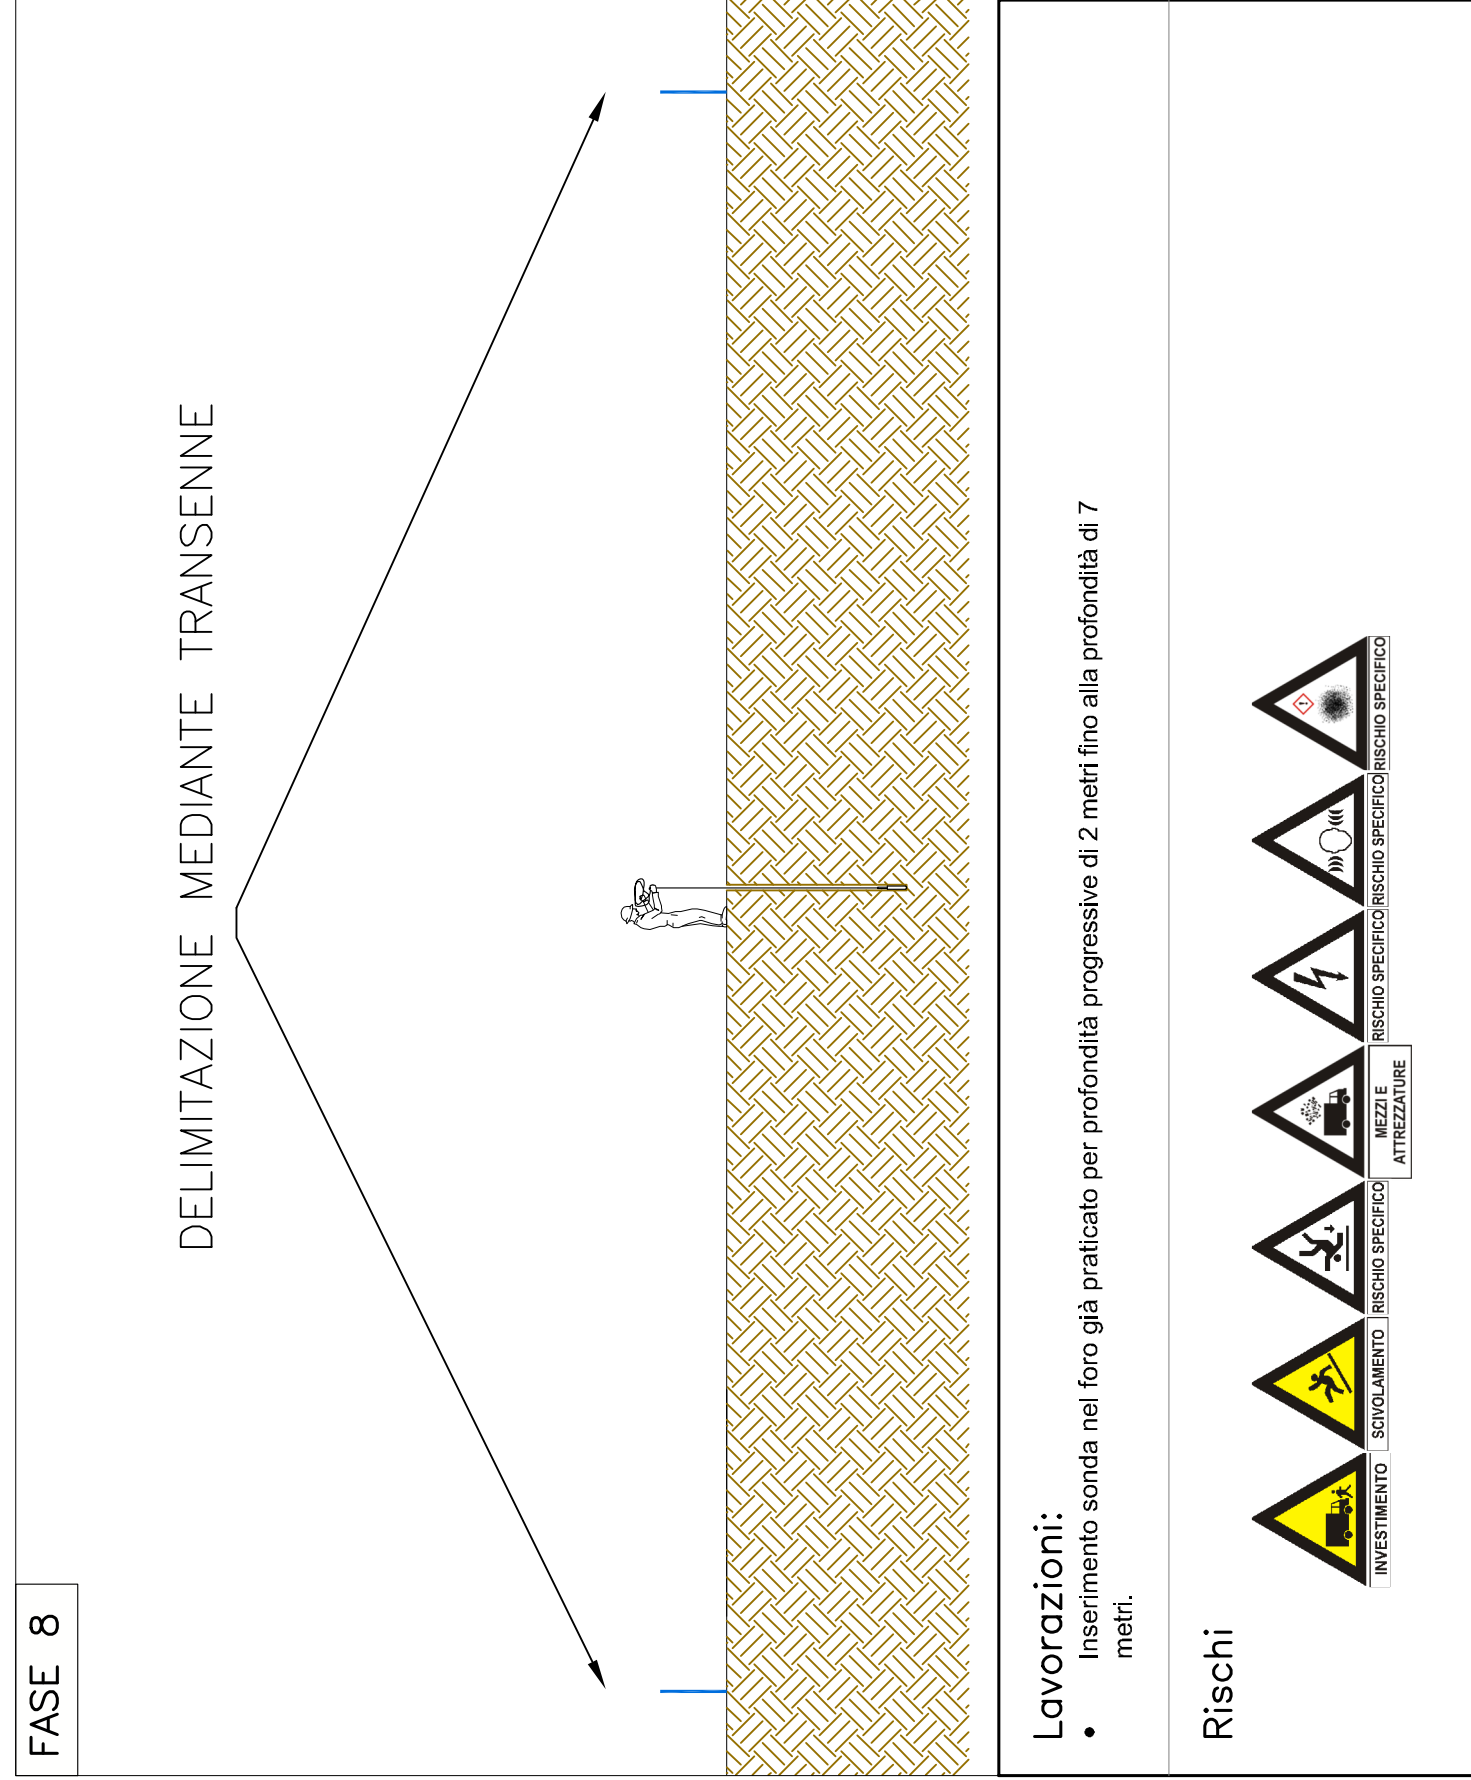 FASE 8
DELIMITAZIONE MEDIANTE TRANSENNE
Lavorazioni:
• Inserimento sonda nel foro già praticato per profondità progressive di 2 metri fino alla profondità di 7
metri.
Rischi
INVESTIMENTO
SCIVOLAMENTO
RISCHIO SPECIFICO
MEZZI E
ATTREZZATURE
RISCHIO SPECIFICO
RISCHIO SPECIFICO
RISCHIO SPECIFICO